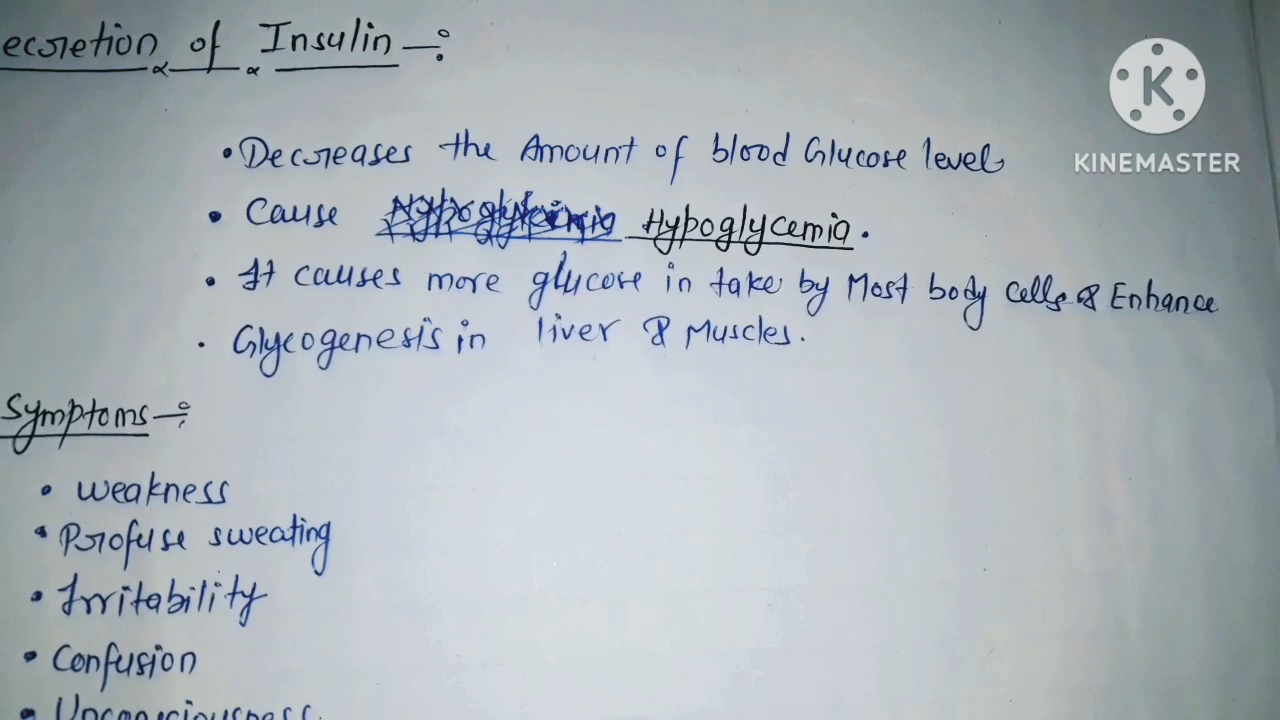 ecretion of Insulin -:
• Decreases the Amount of blood Glucose level
• Cause Hypoglycemia.
• It causes more glucose in take by Most body cells & Enhance
• Glycogenesis in liver & Muscles.
Symptoms -:
• weakness
• Profuse sweating
• Irritability
• Confusion
• Unconsciousness.
K
KINEMASTER